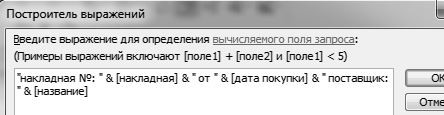 Построитель выражений
Введите выражение для определения вычисляемого поля запроса:
(Примеры выражений включают [поле1] + [поле2] и [поле1] < 5)
"накладная №: " & [накладная] & " от " & [дата покупки] & " поставщик:
" & [название]
ОК